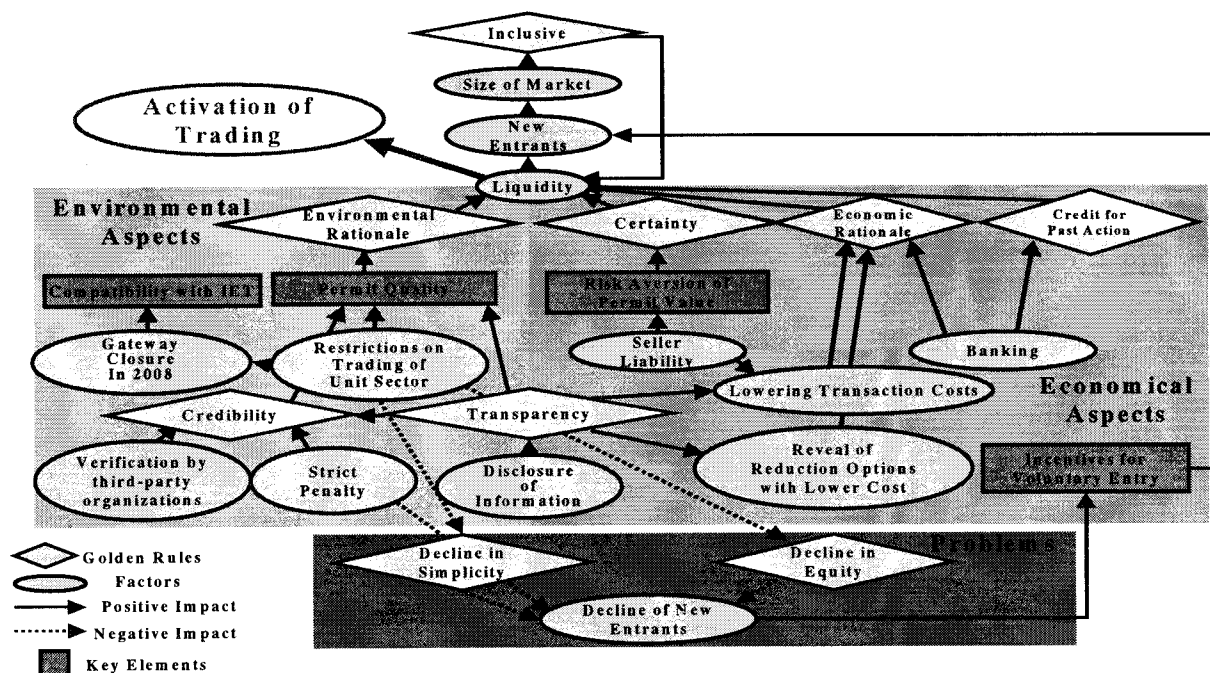 Inclusive
Size of Market
Activation of
Trading
New
Entrants
Liquidity
Environmental
Aspects
Environmental
Rationale
Certainty
Economic
Rationale
Credit for
Past Action
Compatibility with IET
Permit Quality
Risk Aversion of
Permit Value
Gateway
Closure
In 2008
Restrictions on
Trading of
Unit Sector
Seller
Liability
Banking
Lowering Transaction Costs
Economical
Aspects
Credibility
Transparency
Verification by
third-party
organizations
Strict
Penalty
Disclosure
of
Information
Reveal of
Reduction Options
with Lower Cost
Incentives for
Voluntary Entry
Problems
Decline in
Simplicity
Decline in
Equity
Decline of New
Entrants
Golden Rules
Factors
Positive Impact
Negative Impact
Key Elements